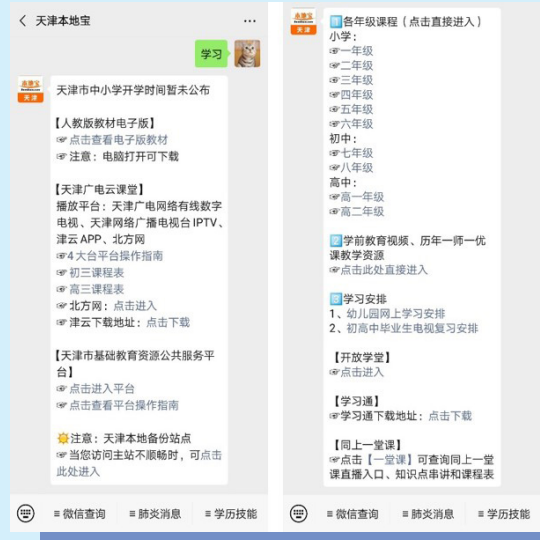 天津本地宝
学习
本地宝
天津
天津市中小学开学时间暂未公布
【人教版教材电子版】
☞点击查看电子版教材
☞注意：电脑打开可下载
【天津广电云课堂】
播放平台：天津广电网络有线数字
电视、天津网络广播电视台IPTV、
津云APP、北方网
☞4大台平台操作指南
☞初三课程表
☞高三课程表
☞北方网：点击进入
☞津云下载地址：点击下载
【天津市基础教育资源公共服务平
台】
☞点击进入平台
☞点击查看平台操作指南
注意：天津本地备份站点
☞当您访问主站不顺畅时，可点击
此处进入
微信查询
肺炎消息
学历技能
本地宝
天津
1各年级课程（点击直接进入）
小学：
☞一年级
☞二年级
☞三年级
☞四年级
☞五年级
☞六年级
初中：
☞七年级
☞八年级
高中：
☞高一年级
☞高二年级
2学前教育视频、历年一师一优
课教学资源
☞点击此处直接进入
3学习安排
1、幼儿园网上学习安排
2、初高中毕业生电视复习安排
【开放学堂】
☞点击进入
【学习通】
☞学习通下载地址：点击下载
【同上一堂课】
☞点击【一堂课】可查询同上一堂
课直播入口、知识点串讲和课程表
微信查询
肺炎消息
学历技能